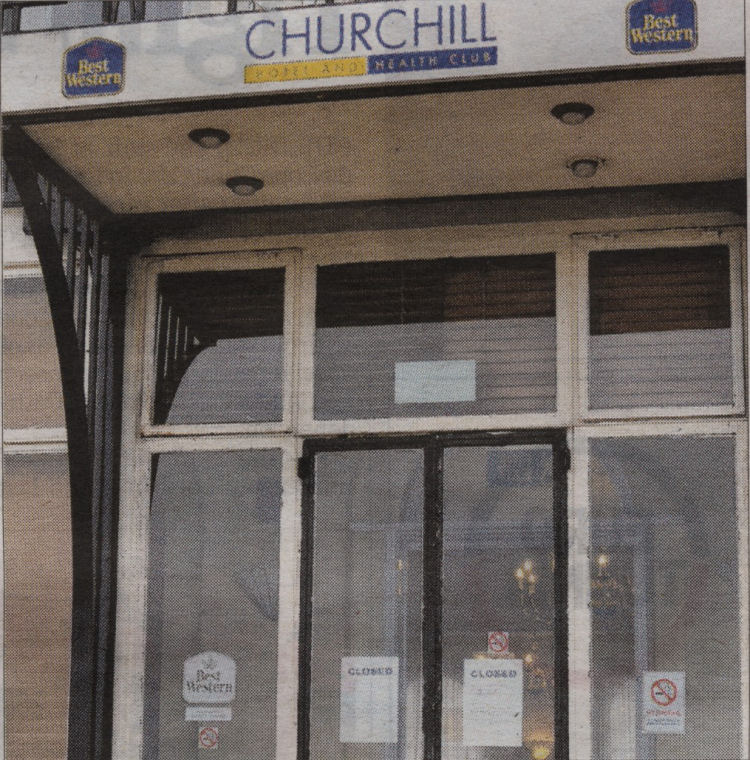 CHURCHILL
HOTEL AND HEALTH CLUB
Best
Western
Best
Western
CLOSED
CLOSED
Best
Western